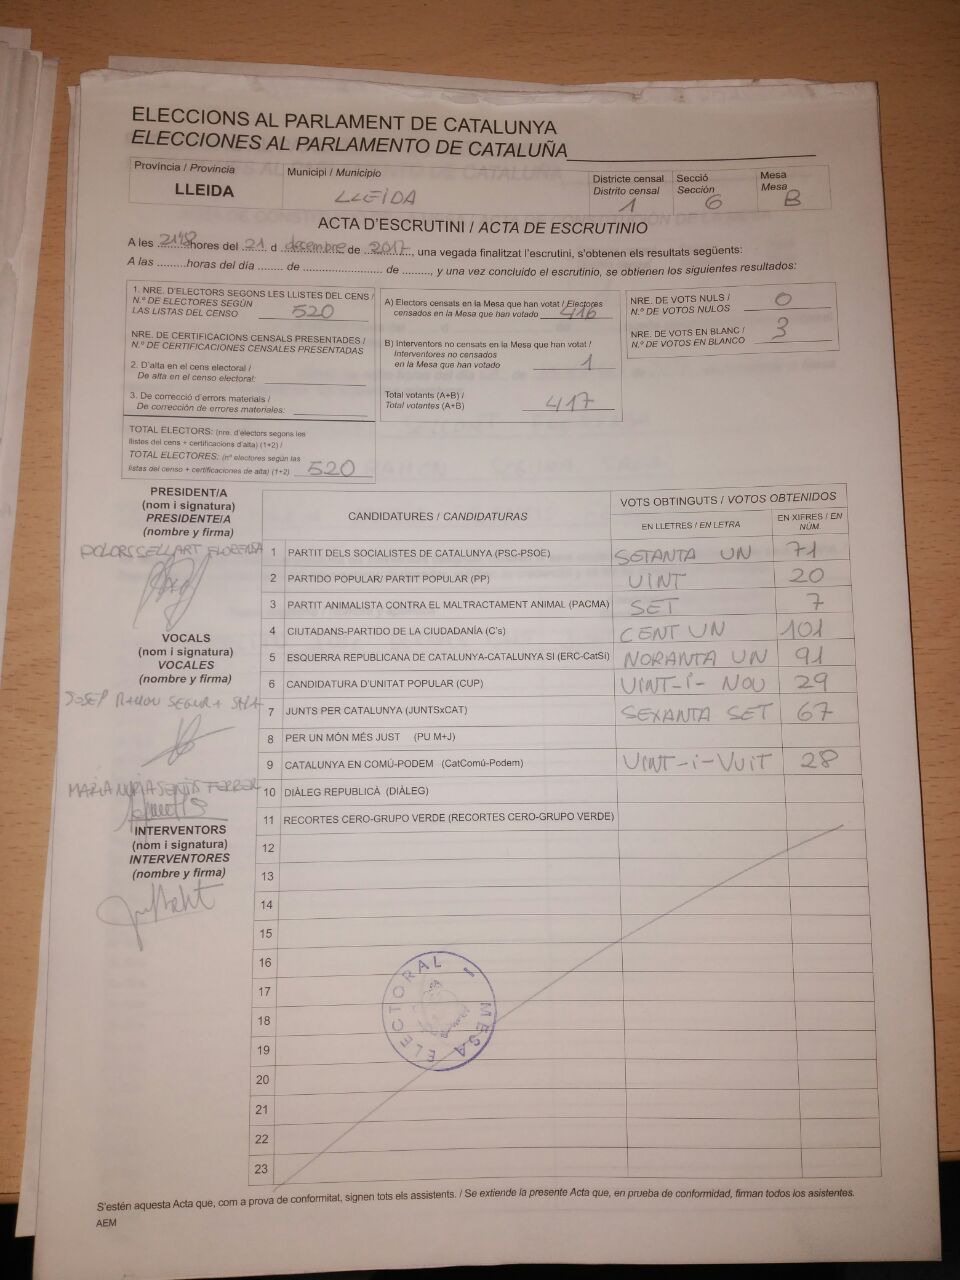 ELECCIONS AL PARLAMENT DE CATALUNYA
ELECCIONES AL PARLAMENTO DE CATALUÑA
Província / Provincia
LLEIDA
Municipi / Municipio
LLEIDA
Districte censal
Distrito censal
1
Secció
Sección
6
Mesa
Mesa
B
ACTA D'ESCRUTINI / ACTA DE ESCRUTINIO
A les 2148 hores del 21 d desembre de 2017, una vegada finalitzat l'escrutini, s'obtenen els resultats següents:
A las .........horas del día ....... de ....................... de ........, y una vez concluido el escrutinio, se obtienen los siguientes resultados:
1. NRE. D'ELECTORS SEGONS LES LLISTES DEL CENS /
N.º DE ELECTORES SEGÚN
LAS LISTAS DEL CENSO 520
NRE. DE CERTIFICACIONS CENSALS PRESENTADES /
N.º DE CERTIFICACIONES CENSALES PRESENTADAS
2. D'alta en el cens electoral /
De alta en el censo electoral:
3. De correcció d'errors materials /
De corrección de errores materiales:
TOTAL ELECTORS: (nre. d'electors segons les
llistes del cens + certificacions d'alta) (1+2) /
TOTAL ELECTORES: (nº electores según las
listas del censo + certificaciones de alta) (1+2) 520
A) Electors censats en la Mesa que han votat / Electores
censados en la Mesa que han votado 416
B) Interventors no censats en la Mesa que han votat /
Interventores no censados
en la Mesa que han votado 1
Total votants (A+B) /
Total votantes (A+B) 417
NRE. DE VOTS NULS /
N.º DE VOTOS NULOS 0
NRE. DE VOTS EN BLANC /
N.º DE VOTOS EN BLANCO 3
PRESIDENT/A
(nom i signatura)
PRESIDENTE/A
(nombre y firma)
DOLORS SELLART FLORENSA
VOCALS
(nom i signatura)
VOCALES
(nombre y firma)
JOSEP RAMON SEGURA
MARIA NÚRIA SENTÍS FERRER
INTERVENTORS
(nom i signatura)
INTERVENTORES
(nombre y firma)
CANDIDATURES / CANDIDATURAS
VOTS OBTINGUTS / VOTOS OBTENIDOS
EN LLETRES / EN LETRA
EN XIFRES / EN NÚM.
1 PARTIT DELS SOCIALISTES DE CATALUNYA (PSC-PSOE) SETANTA UN 71
2 PARTIDO POPULAR/ PARTIT POPULAR (PP) VINT 20
3 PARTIT ANIMALISTA CONTRA EL MALTRACTAMENT ANIMAL (PACMA) SET 7
4 CIUTADANS-PARTIDO DE LA CIUDADANÍA (C's) CENT UN 101
5 ESQUERRA REPUBLICANA DE CATALUNYA-CATALUNYA SÍ (ERC-CatSí) NORANTA UN 91
6 CANDIDATURA D'UNITAT POPULAR (CUP) VINT-i-NOU 29
7 JUNTS PER CATALUNYA (JUNTSxCAT) SEXANTA SET 67
8 PER UN MÓN MÉS JUST (PU M+J)
9 CATALUNYA EN COMÚ-PODEM (CatComú-Podem) VINT-i-VUIT 28
10 DIÀLEG REPUBLICÀ (DIÀLEG)
11 RECORTES CERO-GRUPO VERDE (RECORTES CERO-GRUPO VERDE)
12
13
14
15
16
17
18
19
20
21
22
23
MESA ELECTORAL
S'estén aquesta Acta que, com a prova de conformitat, signen tots els assistents. / Se extiende la presente Acta que, en prueba de conformidad, firman todos los asistentes.
AEM